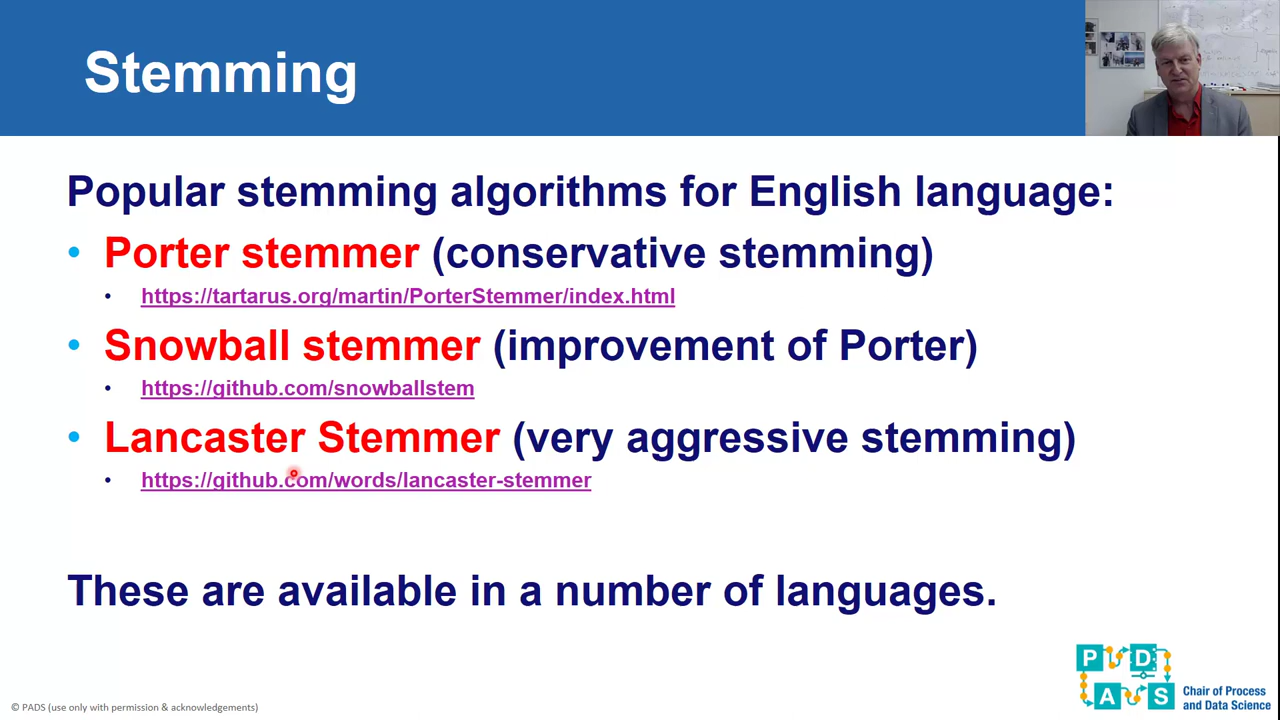 Stemming
Popular stemming algorithms for English language:
• Porter stemmer (conservative stemming)
• https://tartarus.org/martin/PorterStemmer/index.html
• Snowball stemmer (improvement of Porter)
• https://github.com/snowballstem
• Lancaster Stemmer (very aggressive stemming)
• https://github.com/words/lancaster-stemmer
These are available in a number of languages.
P D
A S
Chair of Process
and Data Science
© PADS (use only with permission & acknowledgements)